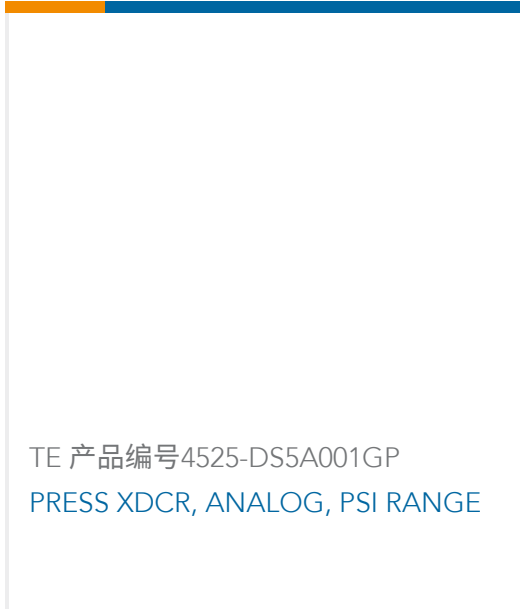 TE 产品编号4525-DS5A001GP
PRESS XDCR, ANALOG, PSI RANGE